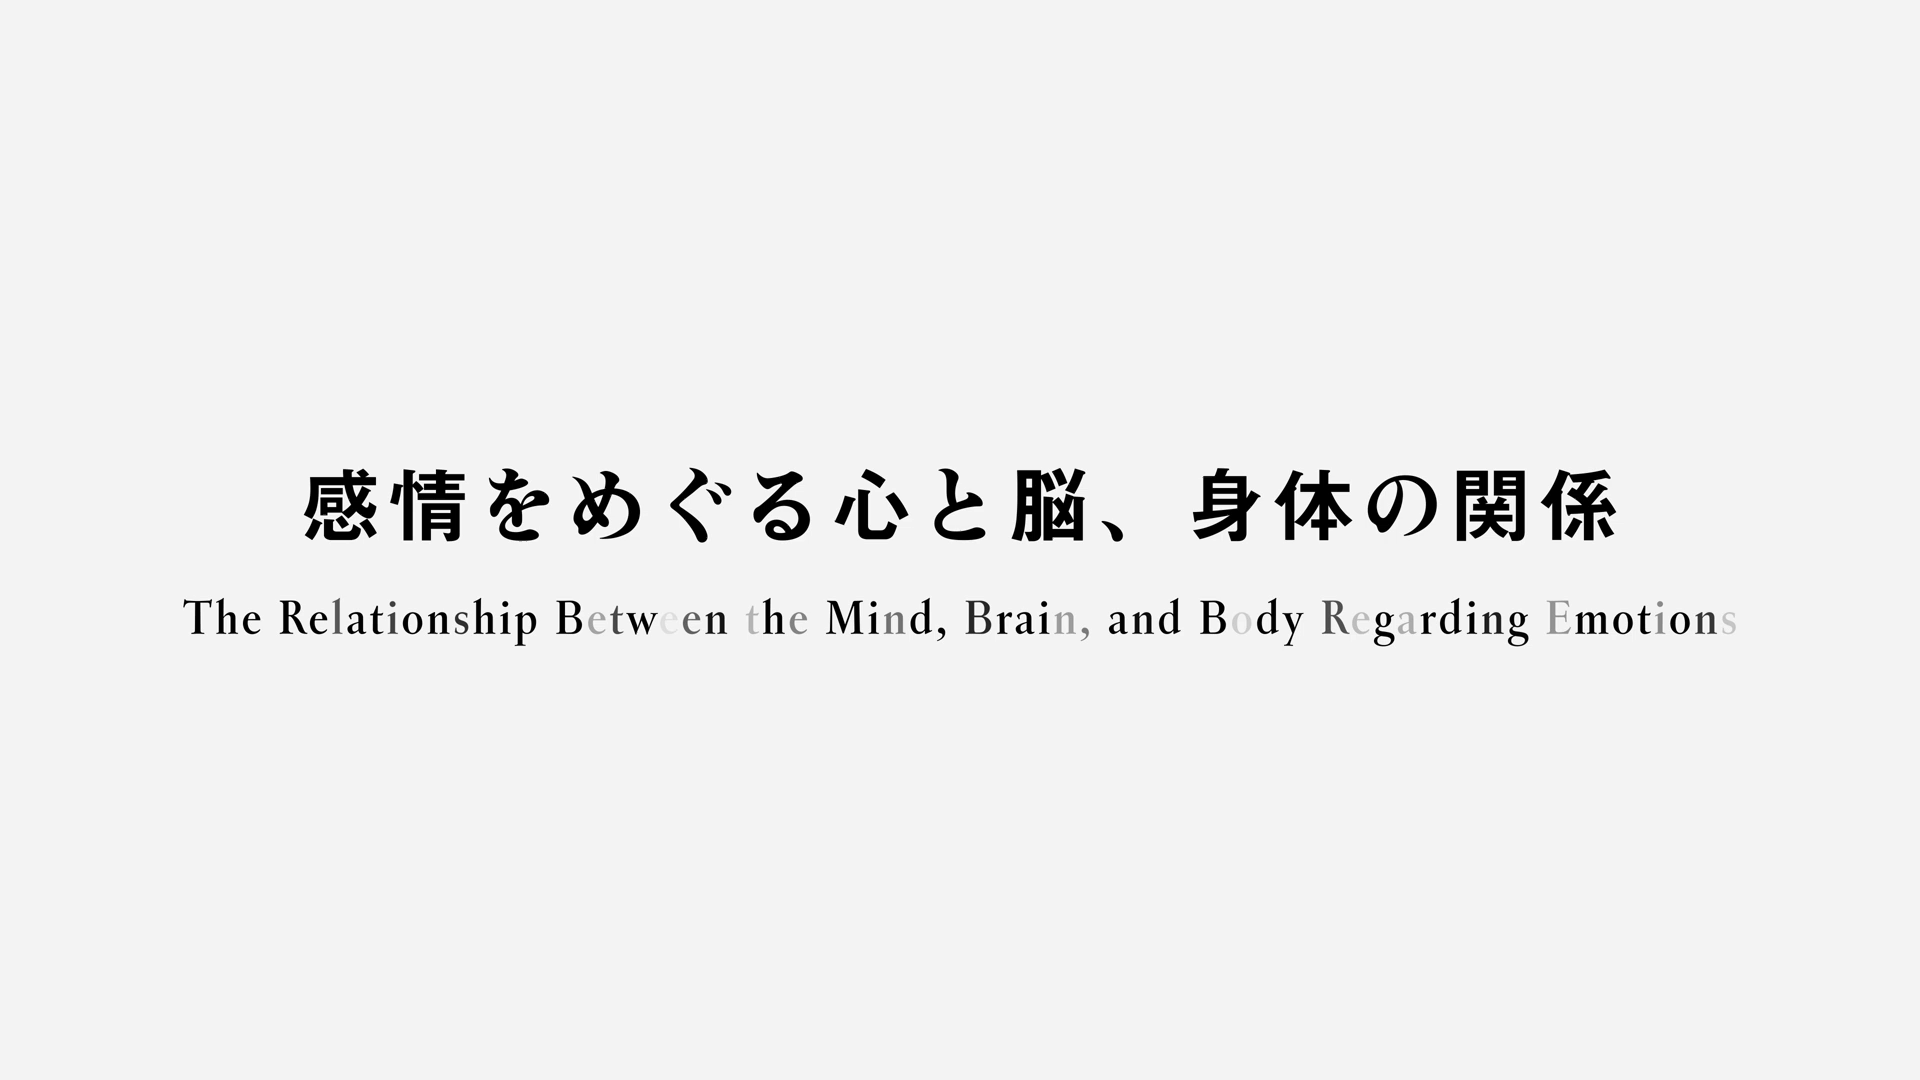 感情をめぐる心と脳、身体の関係
The Relationship Between the Mind, Brain, and Body Regarding Emotions